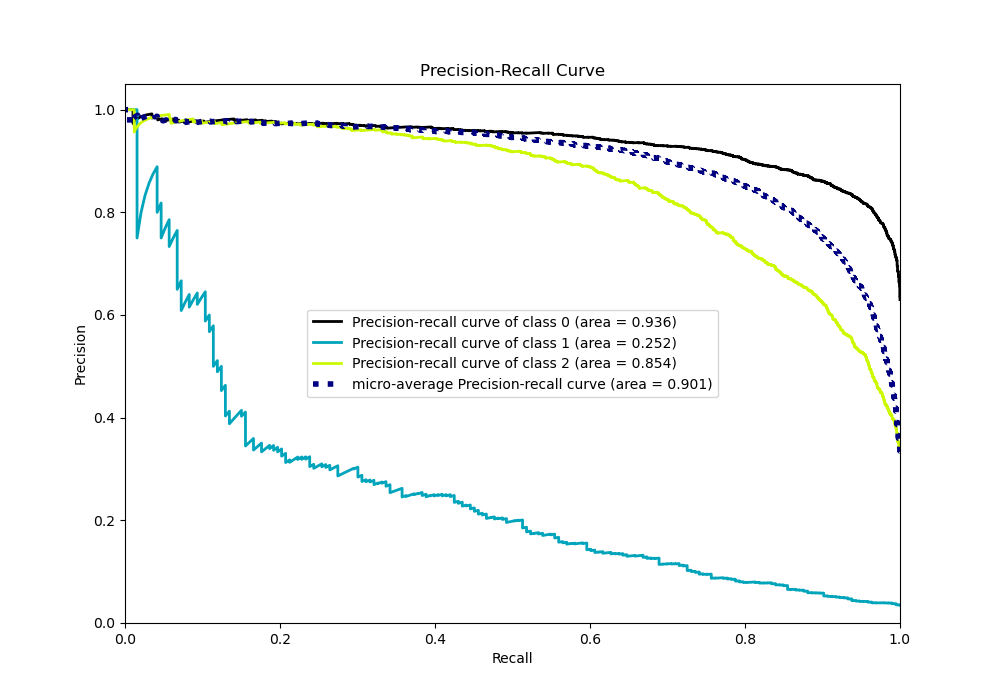 Precision-Recall Curve
1.0
0.8
0.6
0.4
0.2
0.0
Precision
Precision-recall curve of class 0 (area = 0.936)
Precision-recall curve of class 1 (area = 0.252)
Precision-recall curve of class 2 (area = 0.854)
micro-average Precision-recall curve (area = 0.901)
0.0 0.2 0.4 0.6 0.8 1.0
Recall